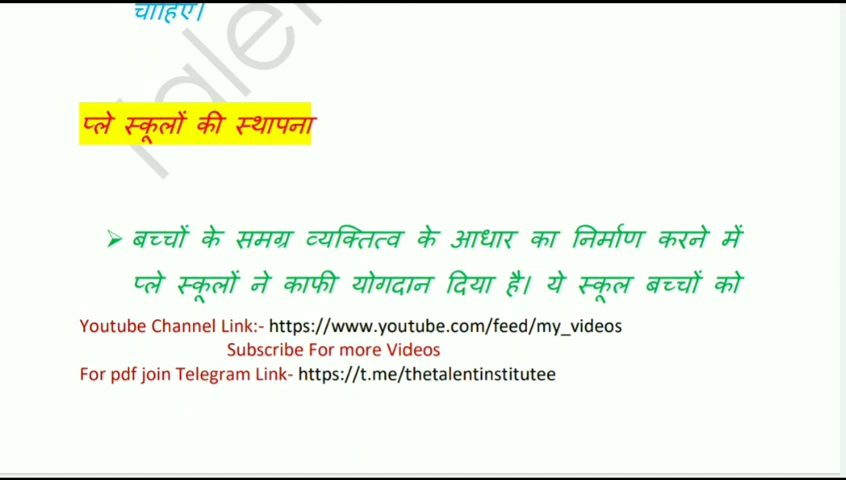 चाहिए।
Taler
प्ले स्कूलों की स्थापना
➢ बच्चों के समग्र व्यक्तित्व के आधार का निर्माण करने में
प्ले स्कूलों ने काफी योगदान दिया है। ये स्कूल बच्चों को
Youtube Channel Link:- https://www.youtube.com/feed/my_videos
Subscribe For more Videos
For pdf join Telegram Link- https://t.me/thetalentinstitutee